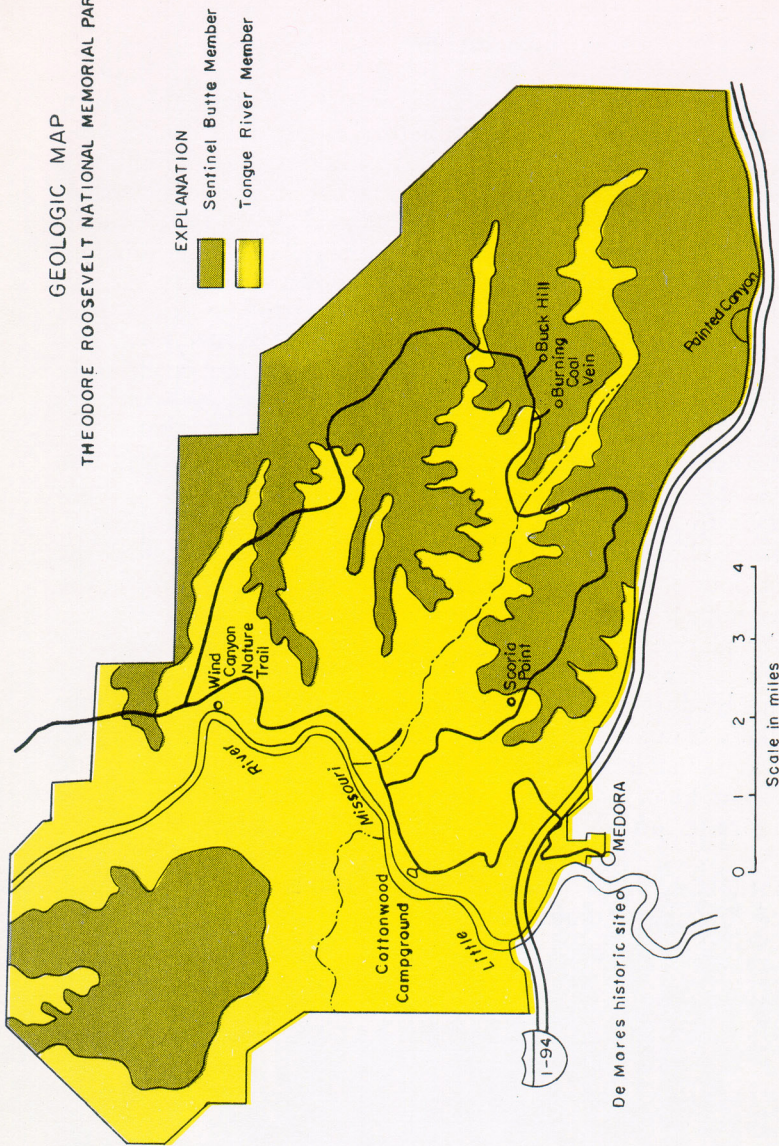 GEOLOGIC MAP
THEODORE ROOSEVELT NATIONAL MEMORIAL PAR
EXPLANATION
Sentinel Butte Member
Tongue River Member
Wind
Canyon
Nature
Trail
River
Missouri
Little
Cottonwood
Campground
Scoria
Point
Buck Hill
Burning
Coal
Vein
Pointed Canyon
I-94
MEDORA
De Mores historic site
0 1 2 3 4
Scale in miles